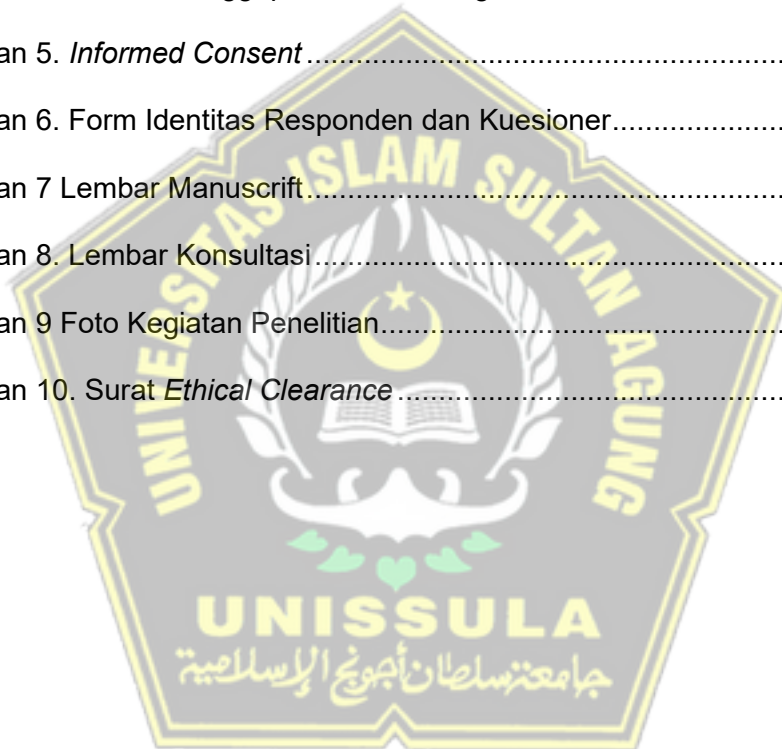 an 5. Informed Consent................................................................
an 6. Form Identitas Responden dan Kuesioner....................
an 7 Lembar Manuscrift................................................................
an 8. Lembar Konsultasi................................................................
an 9 Foto Kegiatan Penelitian....................................................
an 10. Surat Ethical Clearance..................................................
UNIVERSITAS ISLAM SULTAN AGUNG
UNISSULA
جامعة سلطان أجونج الإسلامية